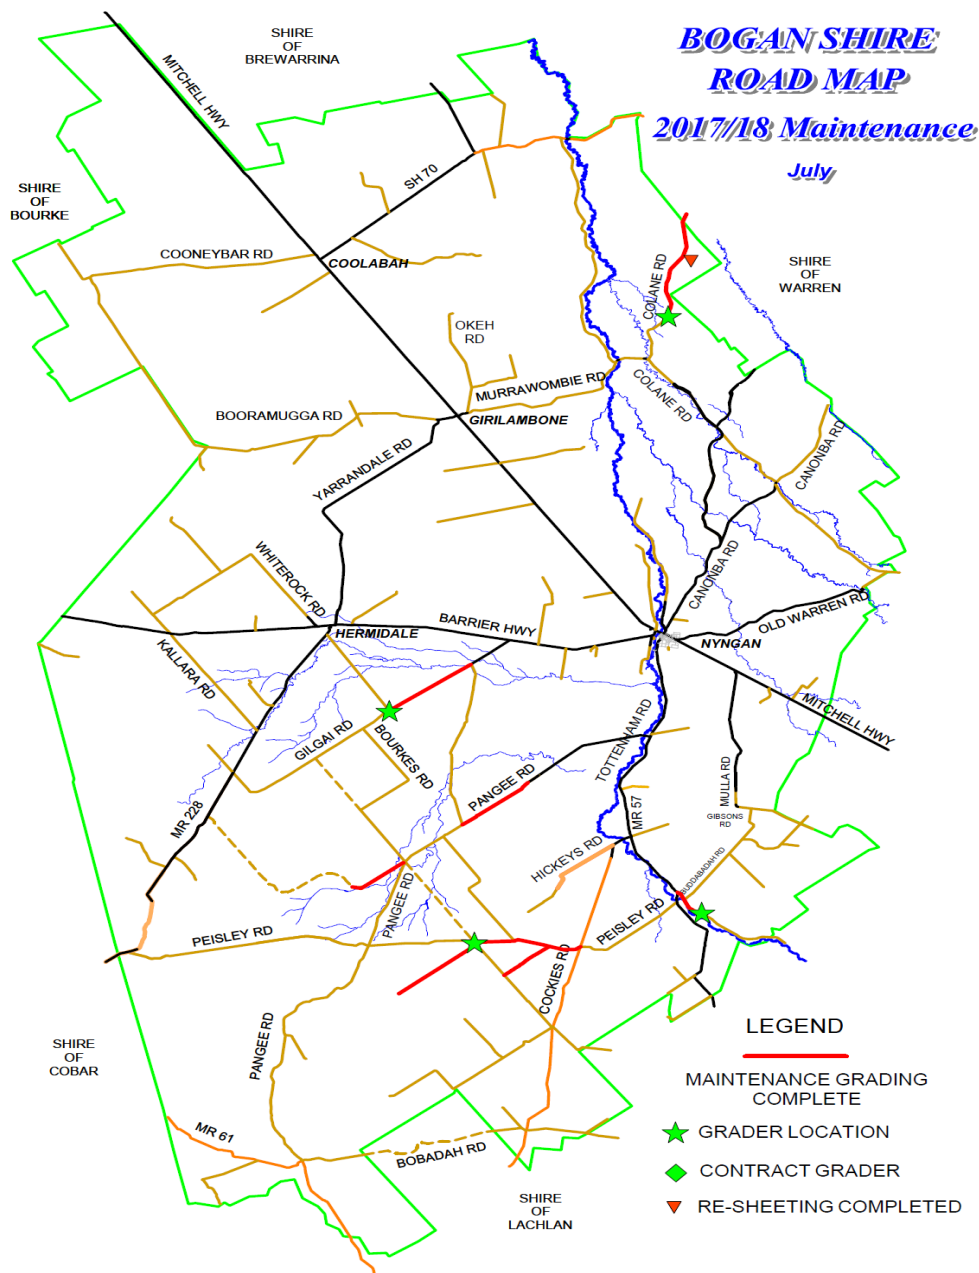 BOGAN SHIRE
ROAD MAP
2017/18 Maintenance
July
SHIRE
OF
BREWARRINA
MITCHELL HWY
SHIRE
OF
BOURKE
SH 70
COONEYBAR RD
COOLABAH
SHIRE
OF
WARREN
COLANE RD
OKEH
RD
MURRAWOMBIE RD
COLANE RD
BOORAMUGGA RD
GIRILAMBONE
YARRANDALE RD
CANONBA RD
WHITEROCK RD
CANONBA RD
OLD WARREN RD
BARRIER HWY
HERMIDALE
NYNGAN
KALLARA RD
MITCHELL HWY
GILGAI RD
BOURKES RD
TOTTENHAM RD
PANGEE RD
MULLA RD
MR 57
GIBSONS
RD
MR 228
HICKEYS RD
BUDDABADAH RD
PANGEE RD
PEISLEY RD
PEISLEY RD
COCKIES RD
PANGEE RD
SHIRE
OF
COBAR
MR 61
BOBADAH RD
SHIRE
OF
LACHLAN
LEGEND
MAINTENANCE GRADING
COMPLETE
GRADER LOCATION
CONTRACT GRADER
RE-SHEETING COMPLETED